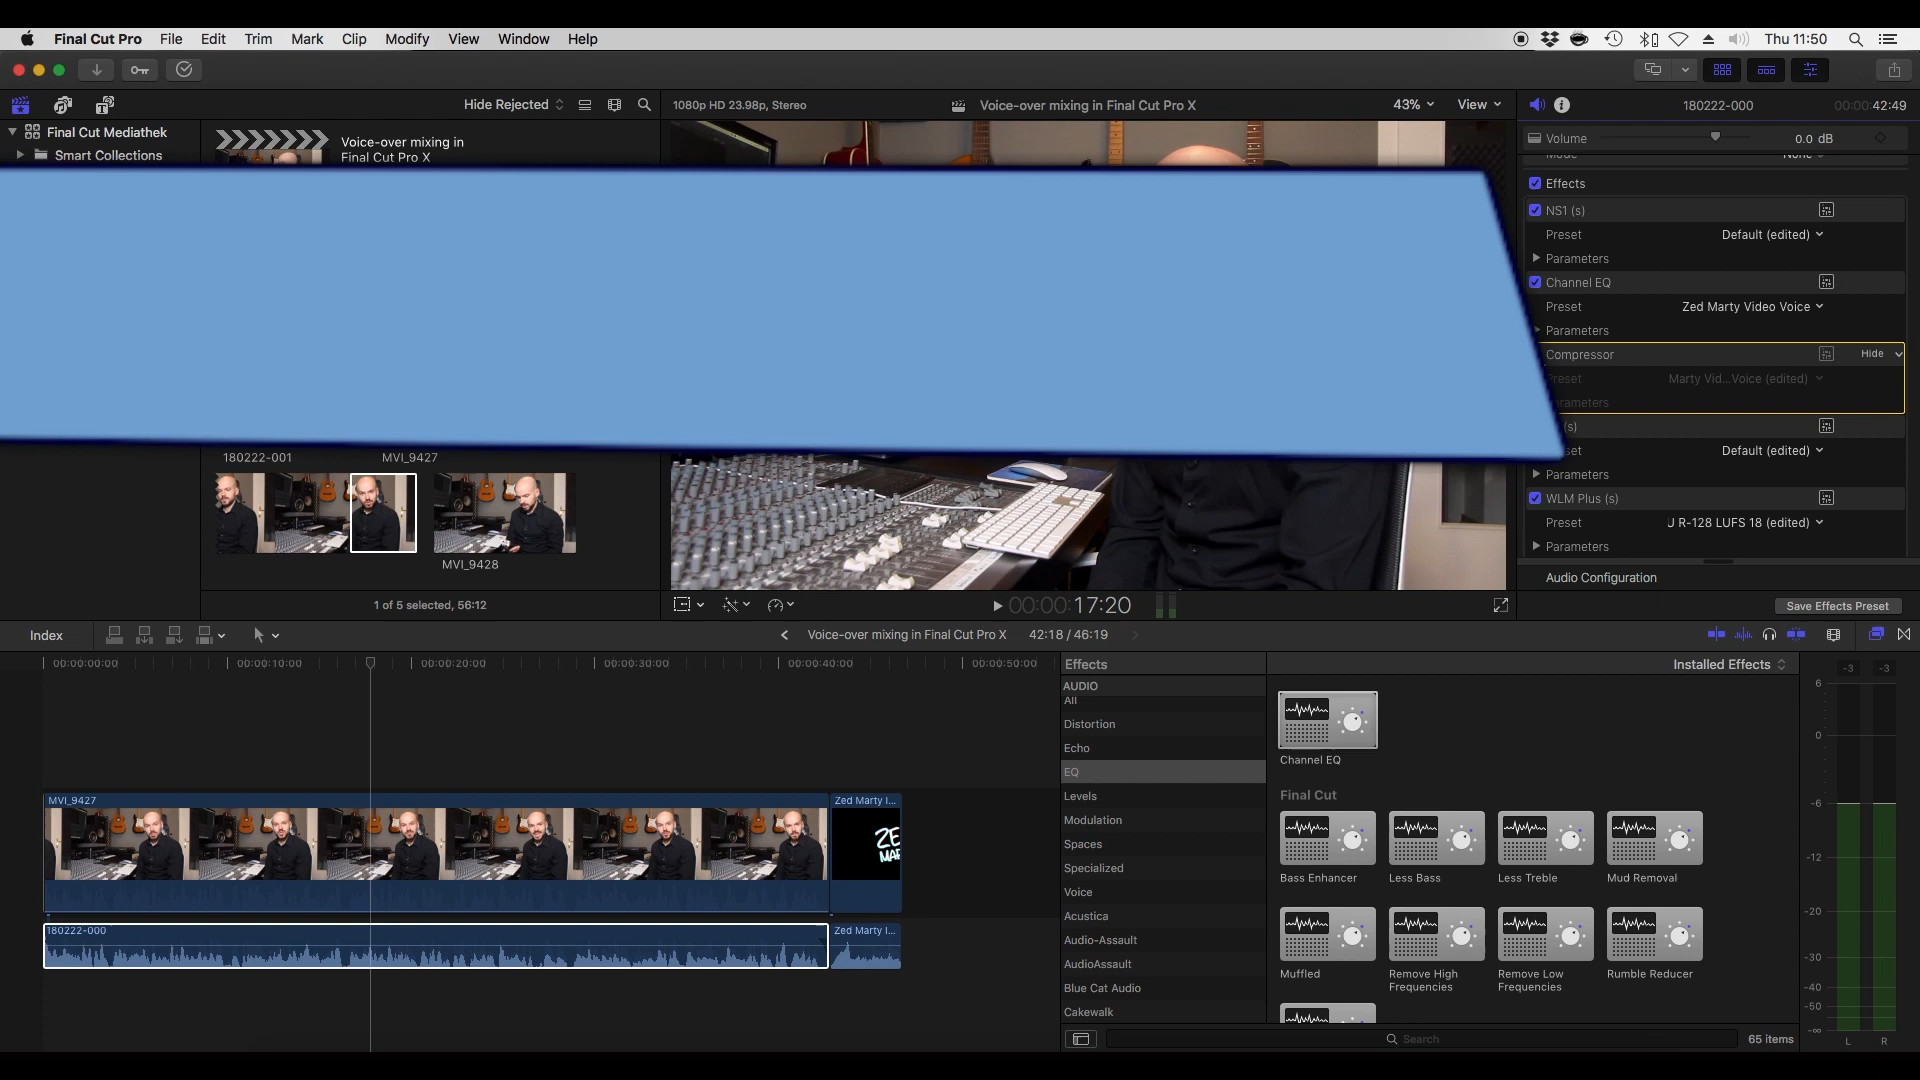 Final Cut Pro File Edit Trim Mark Clip Modify View Window Help Thu 11:50
Hide Rejected 1080p HD 23.98p, Stereo Voice-over mixing in Final Cut Pro X 43% View 180222-000 00:00:42:49
Final Cut Mediathek
Smart Collections
Voice-over mixing in
Final Cut Pro X
180222-001 MVI_9427
MVI_9428
1 of 5 selected, 56:12
00:00:17:20
Volume 0.0 dB
Mode None
Effects
NS1 (s)
Preset Default (edited)
Parameters
Channel EQ
Preset Zed Marty Video Voice
Parameters
Compressor Hide
reset Marty Vid...Voice (edited)
arameters
(s)
set Default (edited)
Parameters
WLM Plus (s)
Preset U R-128 LUFS 18 (edited)
Parameters
Audio Configuration
Save Effects Preset
Index Voice-over mixing in Final Cut Pro X 42:18 / 46:19
00:00:00:00 00:00:10:00 00:00:20:00 00:00:30:00 00:00:40:00 00:00:50:00
MVI_9427 Zed Marty I...
ZE
MAR
180222-000 Zed Marty I...
Effects Installed Effects
AUDIO
All
Distortion
Echo
EQ
Levels
Modulation
Spaces
Specialized
Voice
Acustica
Audio-Assault
AudioAssault
Blue Cat Audio
Cakewalk
Channel EQ
Final Cut
Bass Enhancer Less Bass Less Treble Mud Removal
Muffled Remove High Frequencies Remove Low Frequencies Rumble Reducer
Search 65 items
-3 -3
6
0
-6
-12
-20
-30
-40
-50
-∞
L R